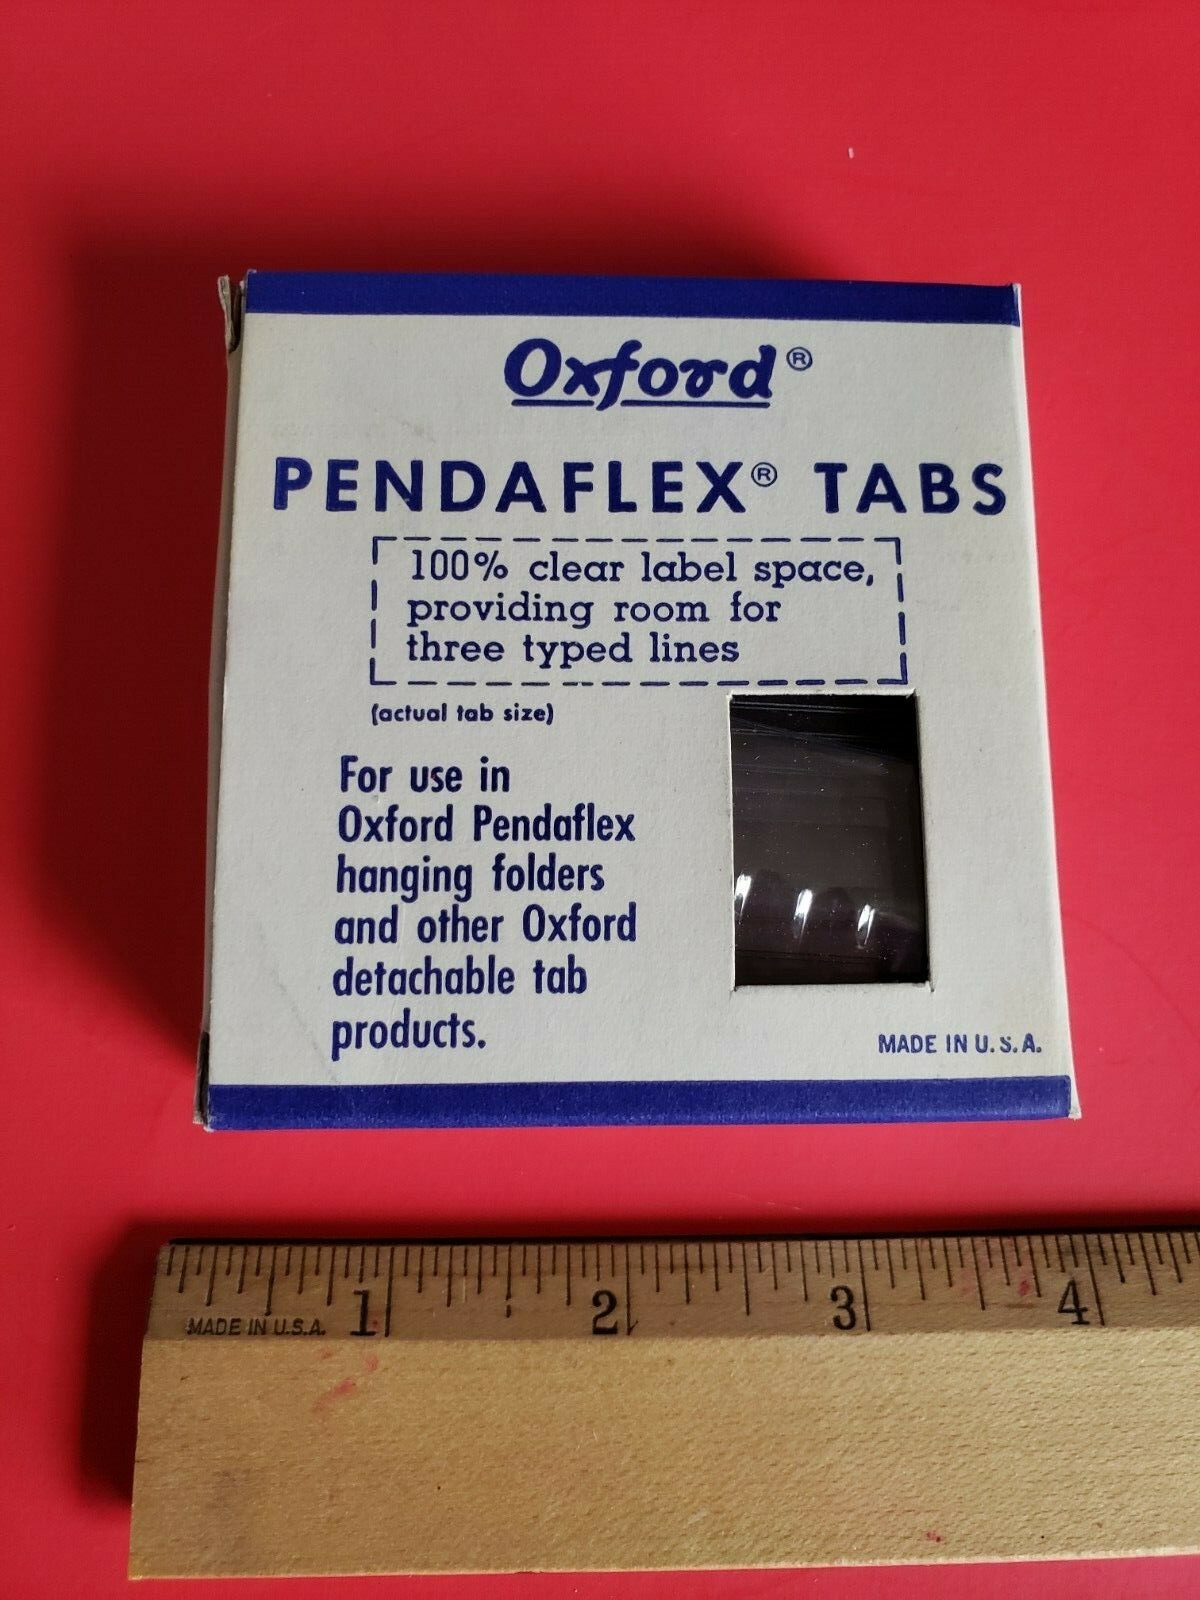 Oxford®
PENDAFLEX® TABS
100% clear label space,
providing room for
three typed lines
(actual tab size)
For use in
Oxford Pendaflex
hanging folders
and other Oxford
detachable tab
products.
MADE IN U.S.A.
1 2 3 4
MADE IN U.S.A.